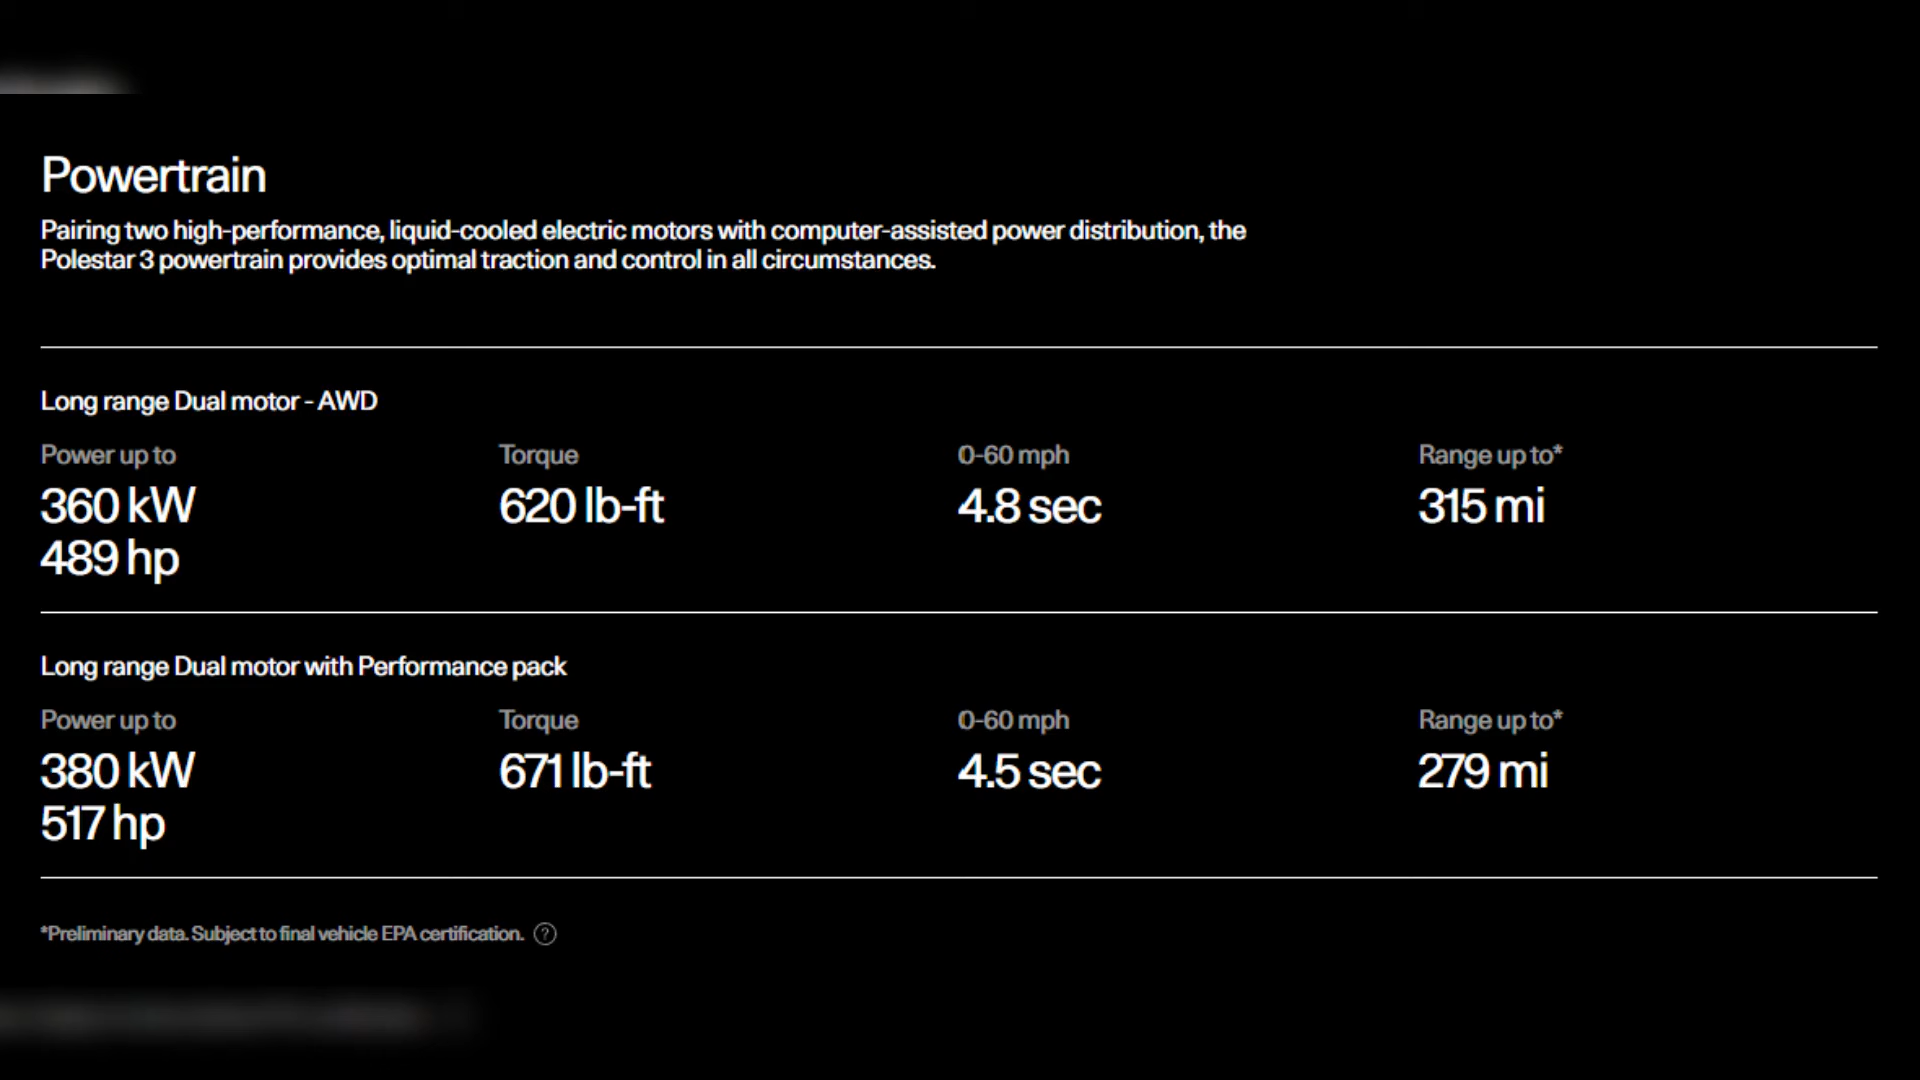 Powertrain
Pairing two high-performance, liquid-cooled electric motors with computer-assisted power distribution, the
Polestar 3 powertrain provides optimal traction and control in all circumstances.
Long range Dual motor - AWD
Power up to
360 kW
489 hp
Torque
620 lb-ft
0-60 mph
4.8 sec
Range up to*
315 mi
Long range Dual motor with Performance pack
Power up to
380 kW
517 hp
Torque
671 lb-ft
0-60 mph
4.5 sec
Range up to*
279 mi
*Preliminary data. Subject to final vehicle EPA certification. ?